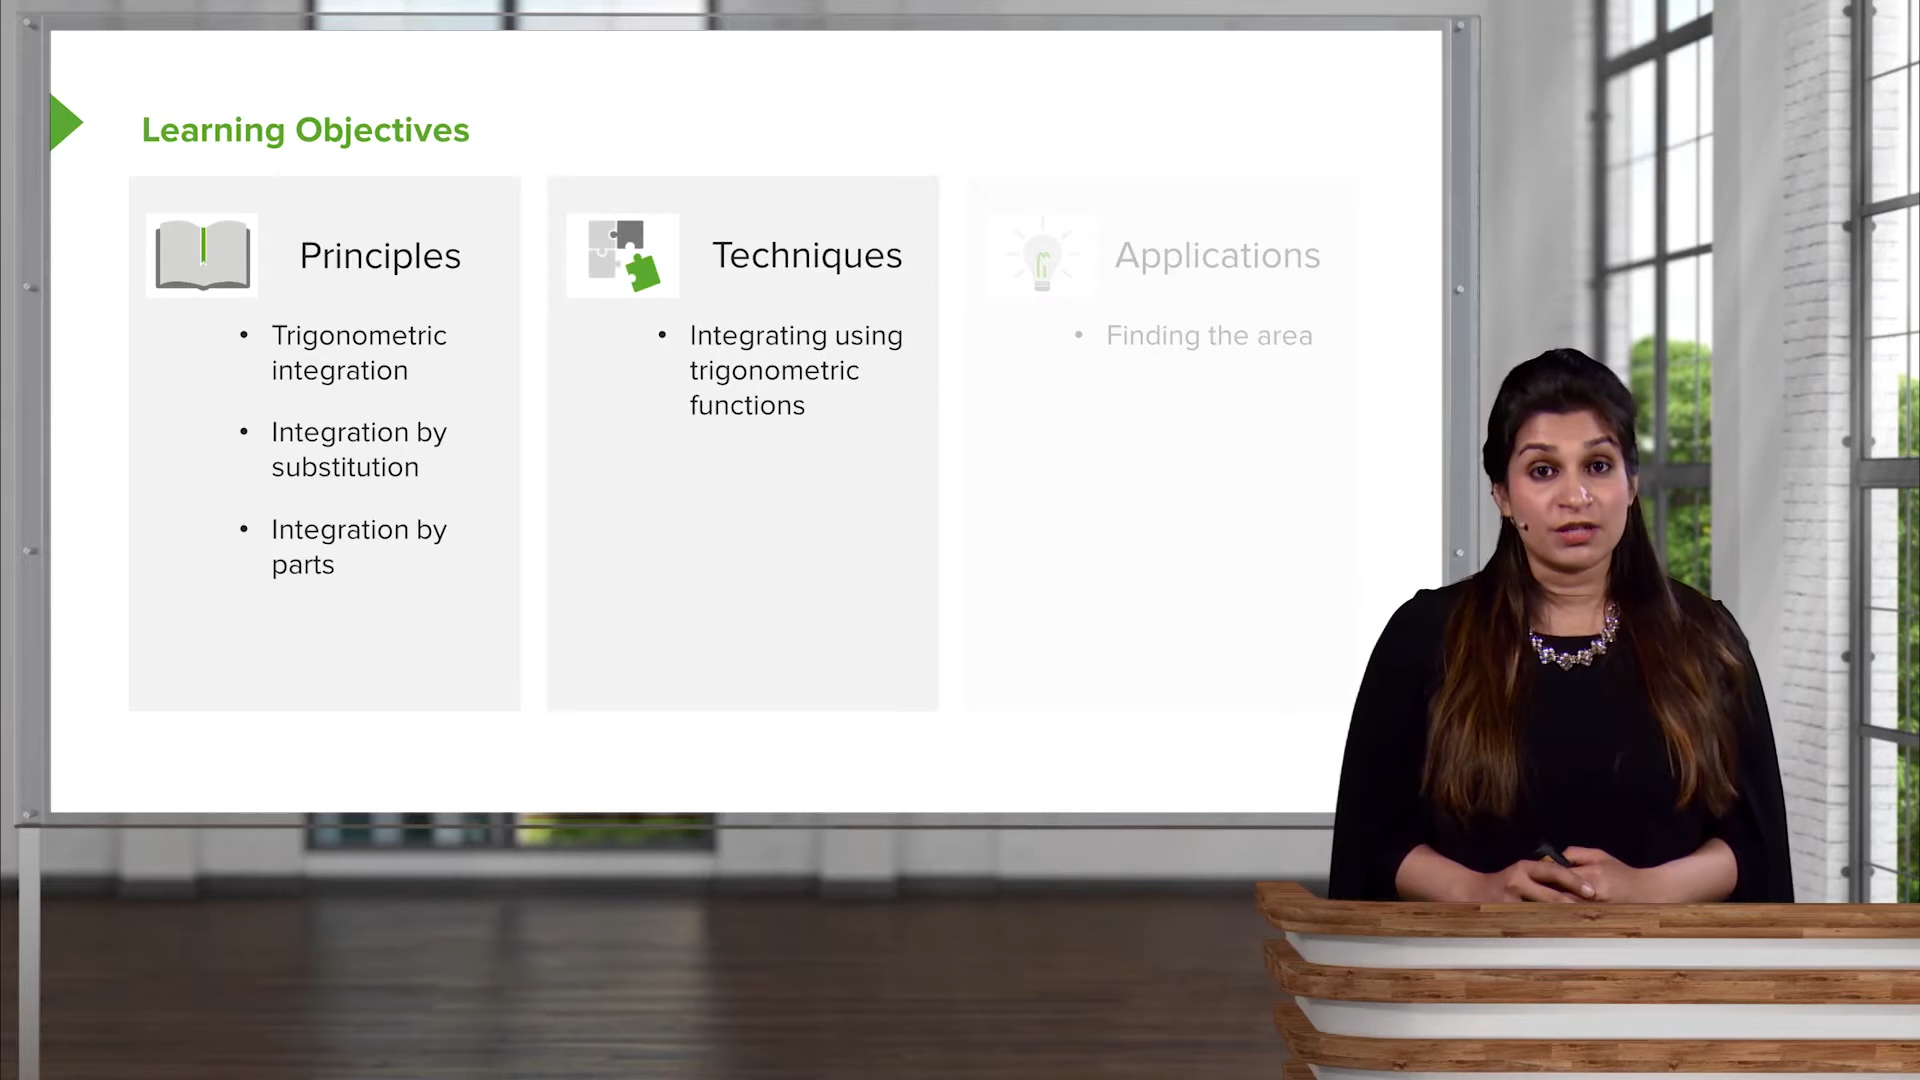 Learning Objectives
Principles
• Trigonometric
integration
• Integration by
substitution
• Integration by
parts
Techniques
• Integrating using
trigonometric
functions
Applications
• Finding the area